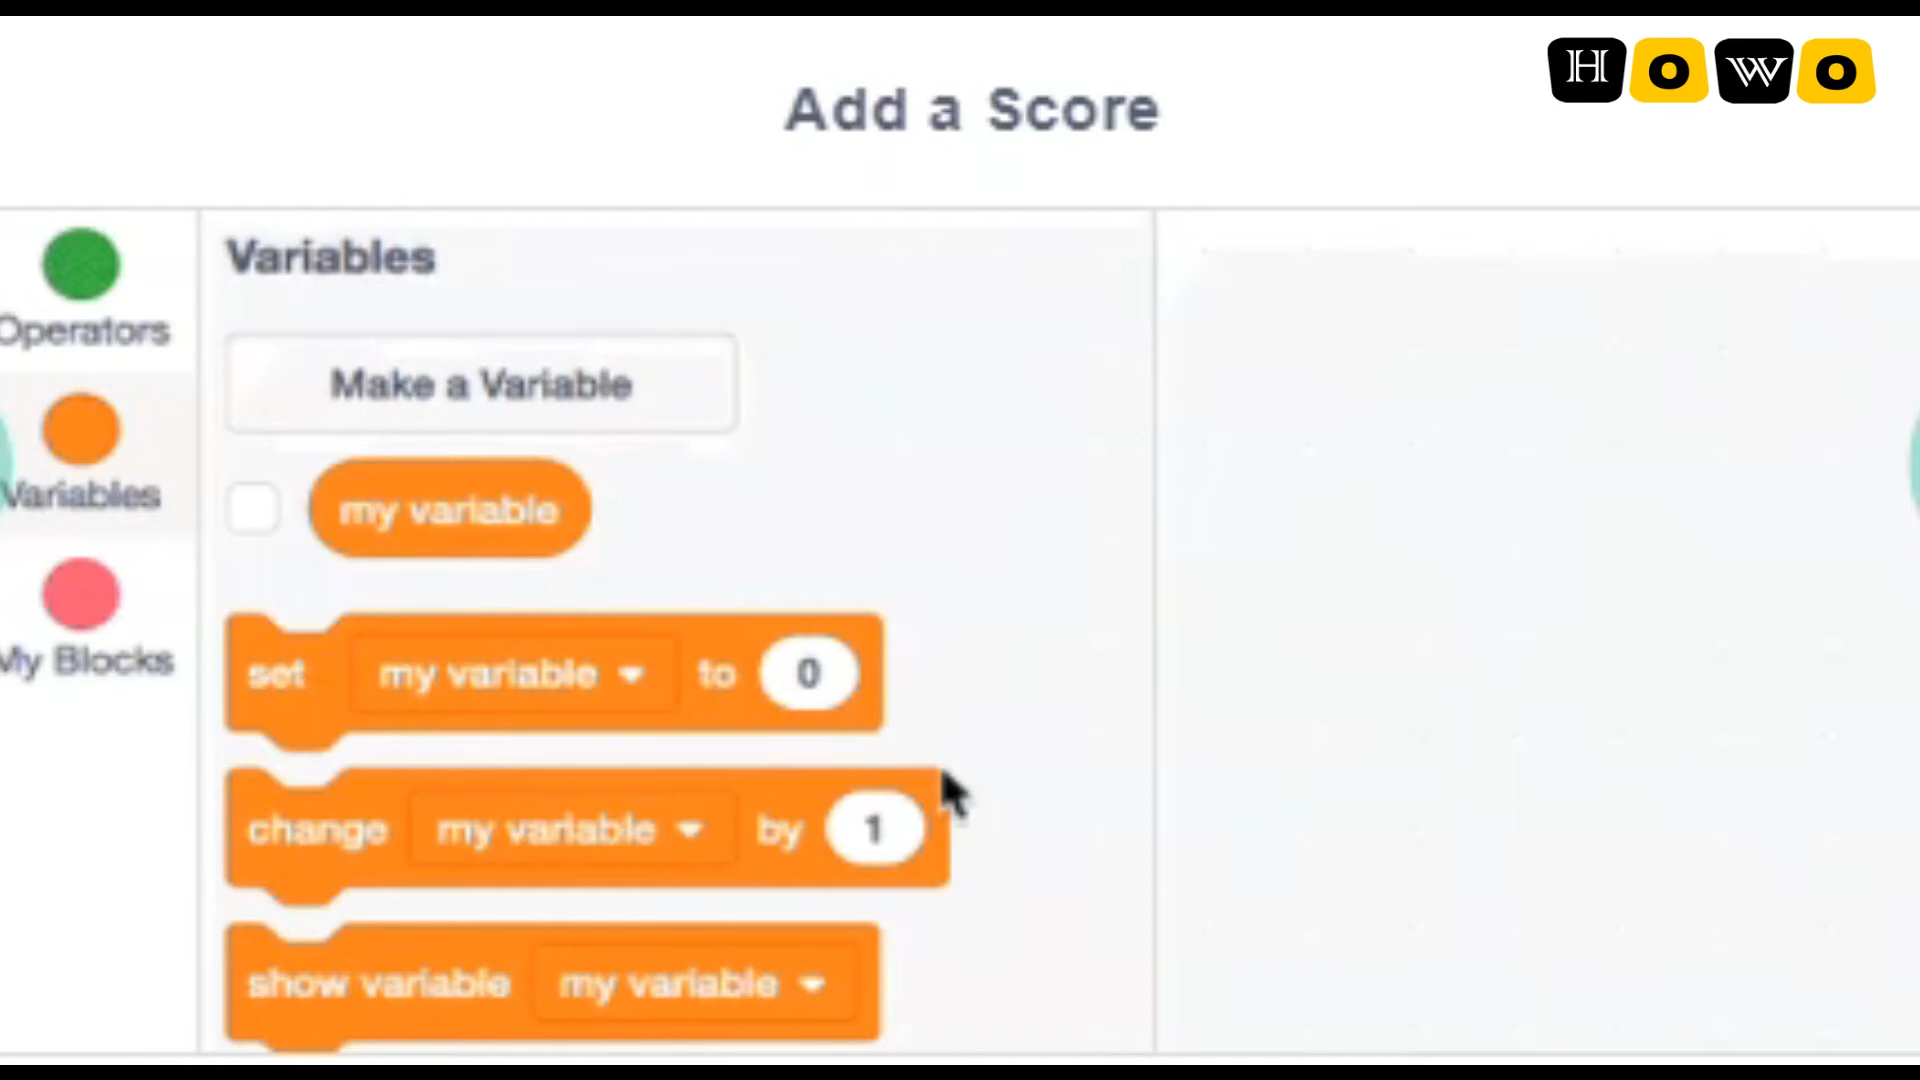 HOWO
Add a Score
Operators
Variables
My Blocks
Variables
Make a Variable
my variable
set my variable to 0
change my variable by 1
show variable my variable